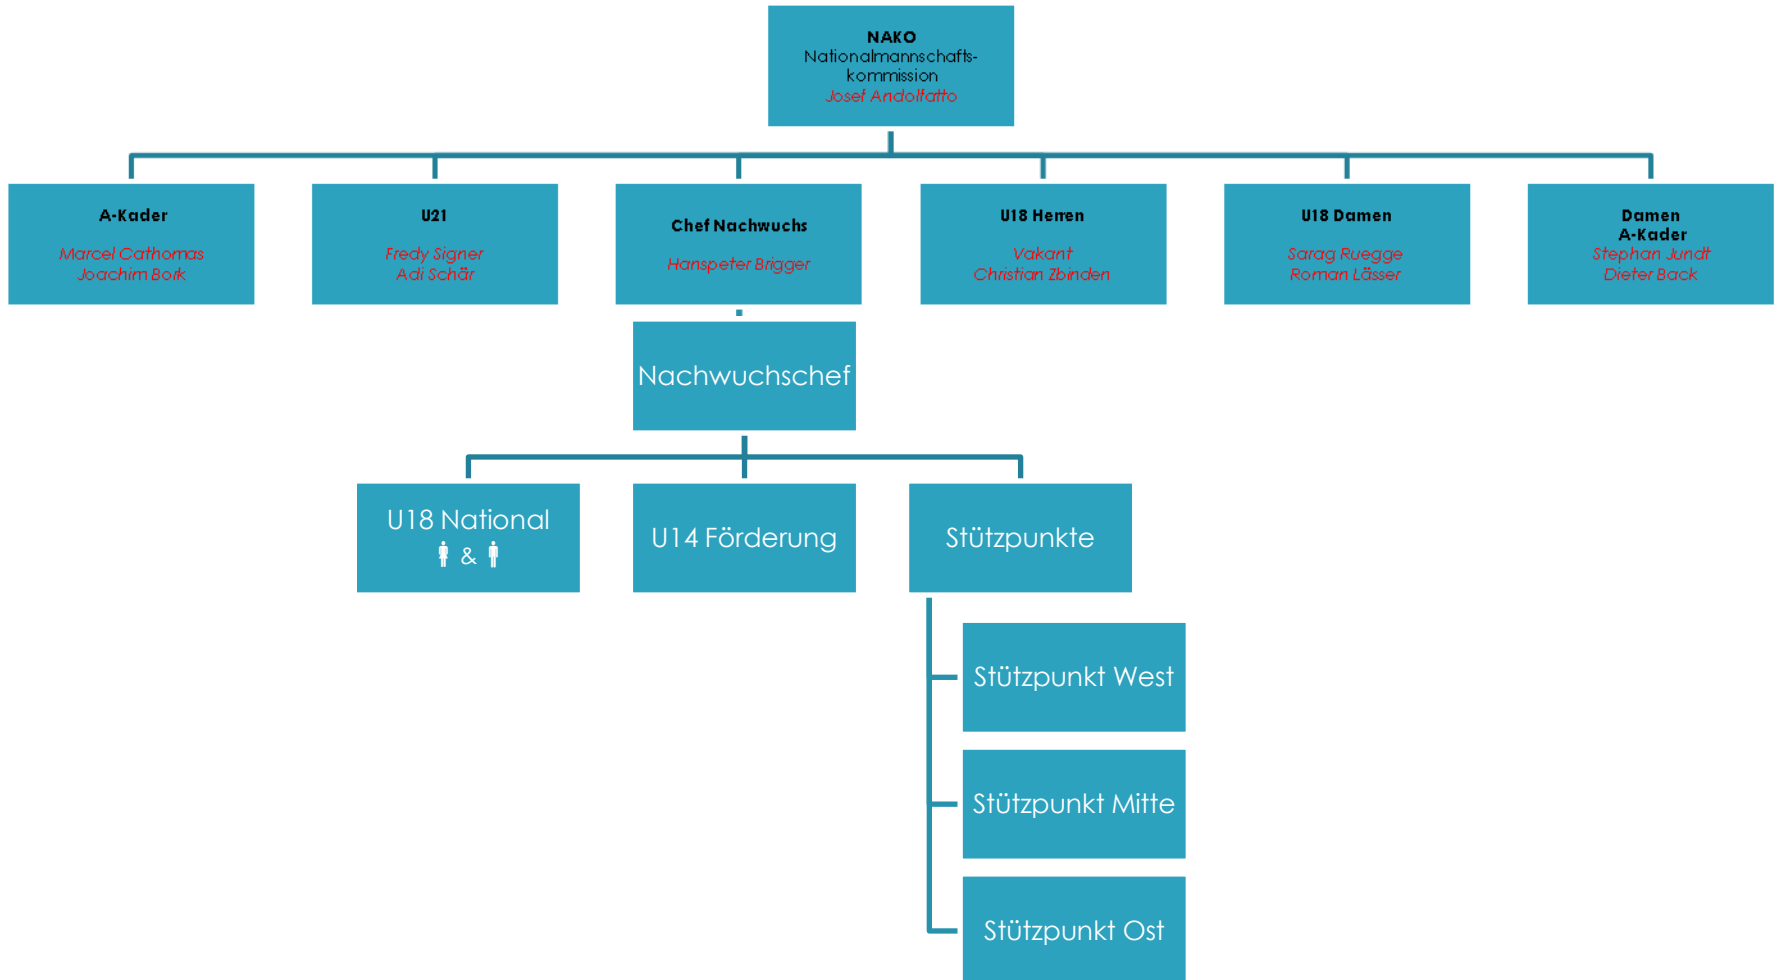 NAKO
Nationalmannschafts-
kommission
Josef Andolfatto
A-Kader
Marcel Cathomas
Joachim Bork
U21
Fredy Signer
Adi Schär
Chef Nachwuchs
Hanspeter Brigger
U18 Herren
Vakant
Christian Zbinden
U18 Damen
Sarag Ruegge
Roman Lässer
Damen
A-Kader
Stephan Jundt
Dieter Back
Nachwuchschef
U18 National
&
U14 Förderung
Stützpunkte
Stützpunkt West
Stützpunkt Mitte
Stützpunkt Ost